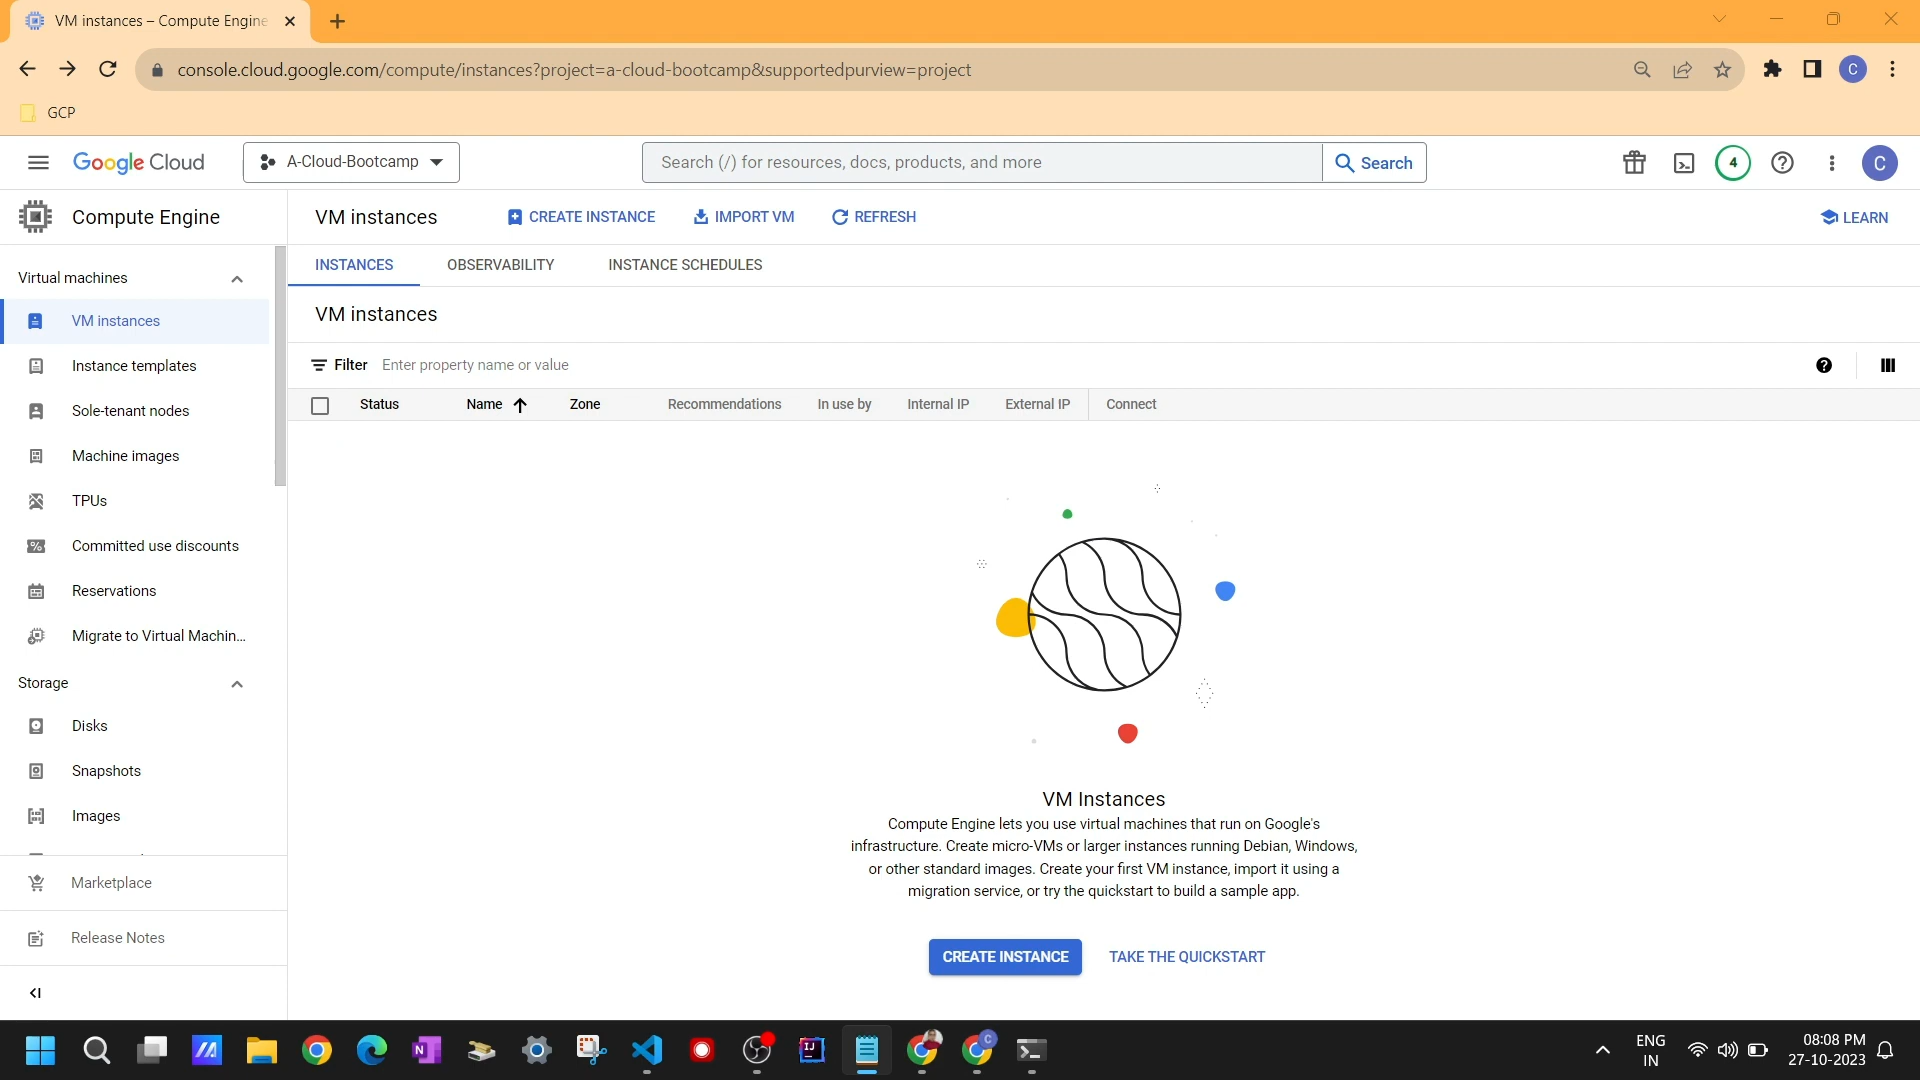 VM instances – Compute Engine
console.cloud.google.com/compute/instances?project=a-cloud-bootcamp&supportedpurview=project
C
GCP
Google Cloud
A-Cloud-Bootcamp
Search (/) for resources, docs, products, and more
Search
4
C
Compute Engine
VM instances
CREATE INSTANCE
IMPORT VM
REFRESH
LEARN
Virtual machines
VM instances
Instance templates
Sole-tenant nodes
Machine images
TPUs
Committed use discounts
Reservations
Migrate to Virtual Machin...
Storage
Disks
Snapshots
Images
Marketplace
Release Notes
INSTANCES
OBSERVABILITY
INSTANCE SCHEDULES
VM instances
Filter Enter property name or value
Status Name Zone Recommendations In use by Internal IP External IP Connect
VM Instances
Compute Engine lets you use virtual machines that run on Google's
infrastructure. Create micro-VMs or larger instances running Debian, Windows,
or other standard images. Create your first VM instance, import it using a
migration service, or try the quickstart to build a sample app.
CREATE INSTANCE
TAKE THE QUICKSTART
ENG
IN
08:08 PM
27-10-2023